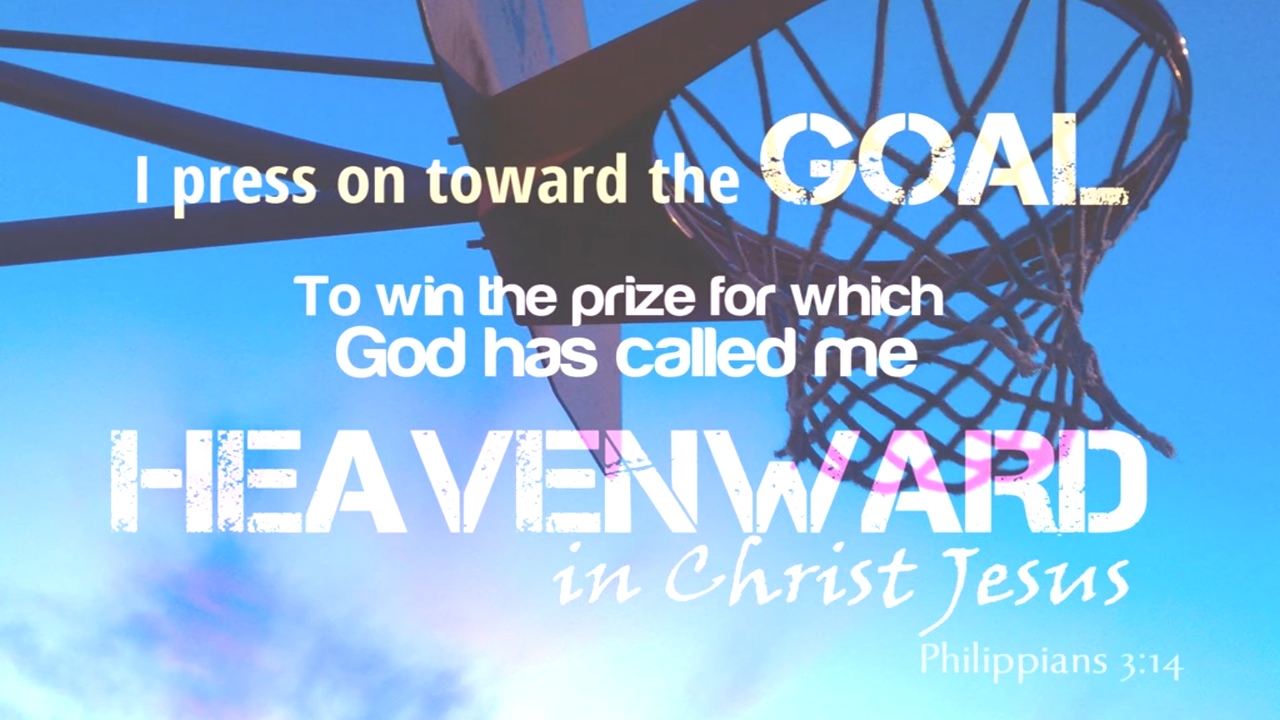 I press on toward the GOAL
To win the prize for which
God has called me
HEAVENWARD
in Christ Jesus
Philippians 3:14